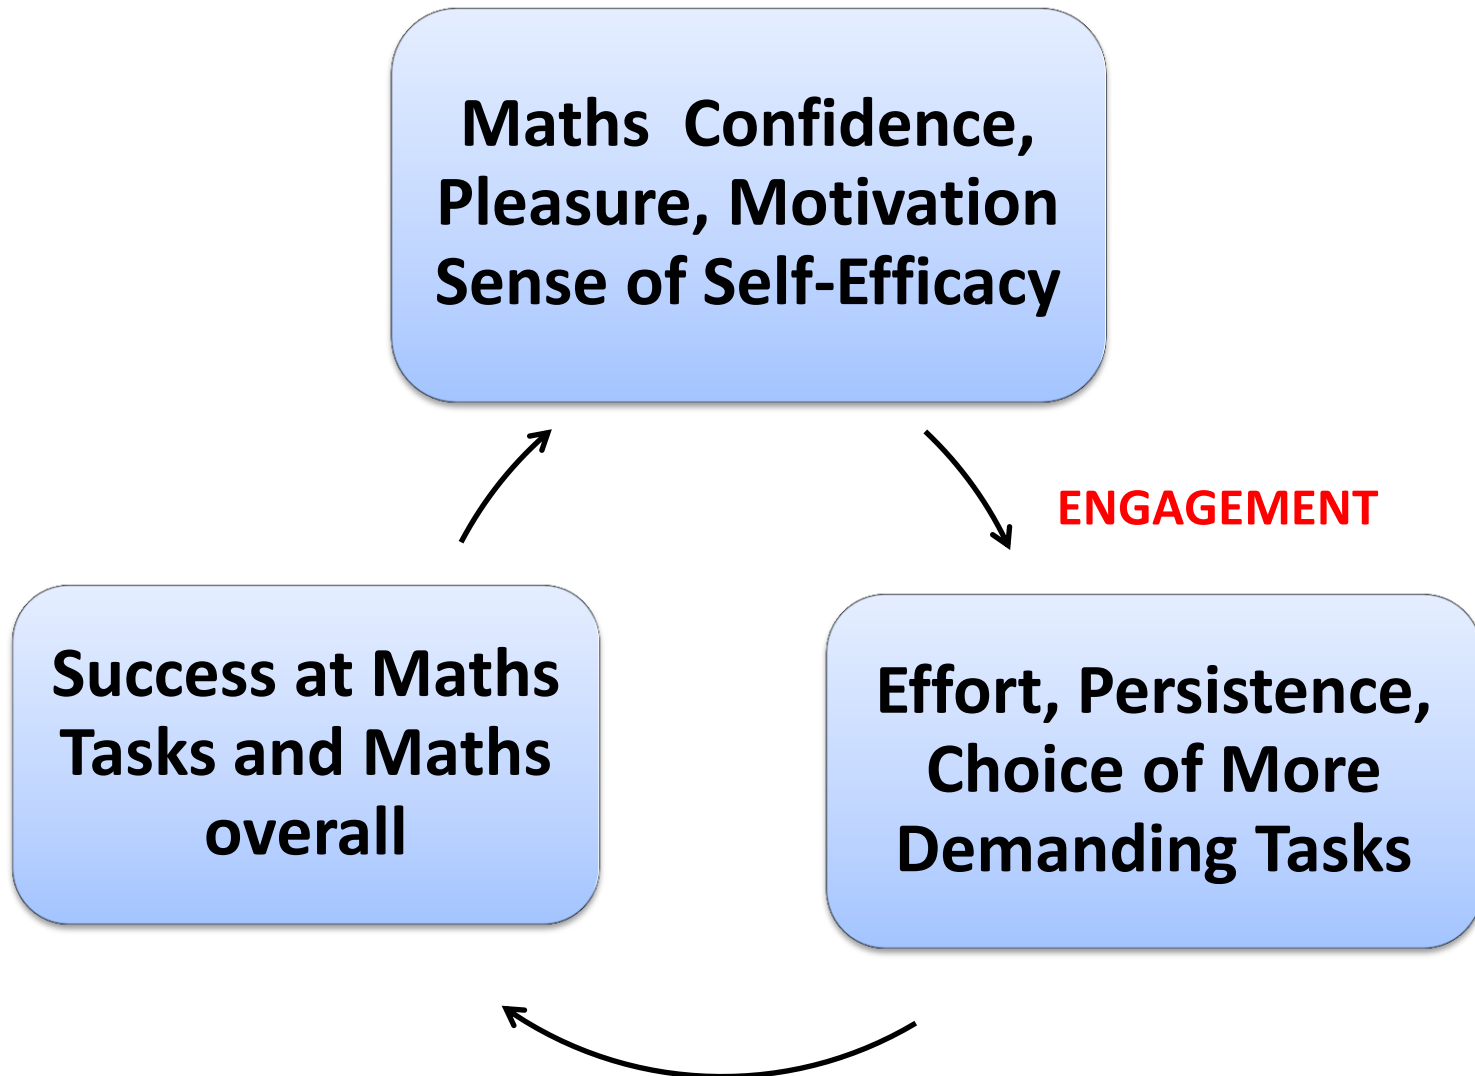 Maths  Confidence,
Pleasure, Motivation
Sense of Self-Efficacy
ENGAGEMENT
Success at Maths
Tasks and Maths
overall
Effort, Persistence,
Choice of More
Demanding Tasks